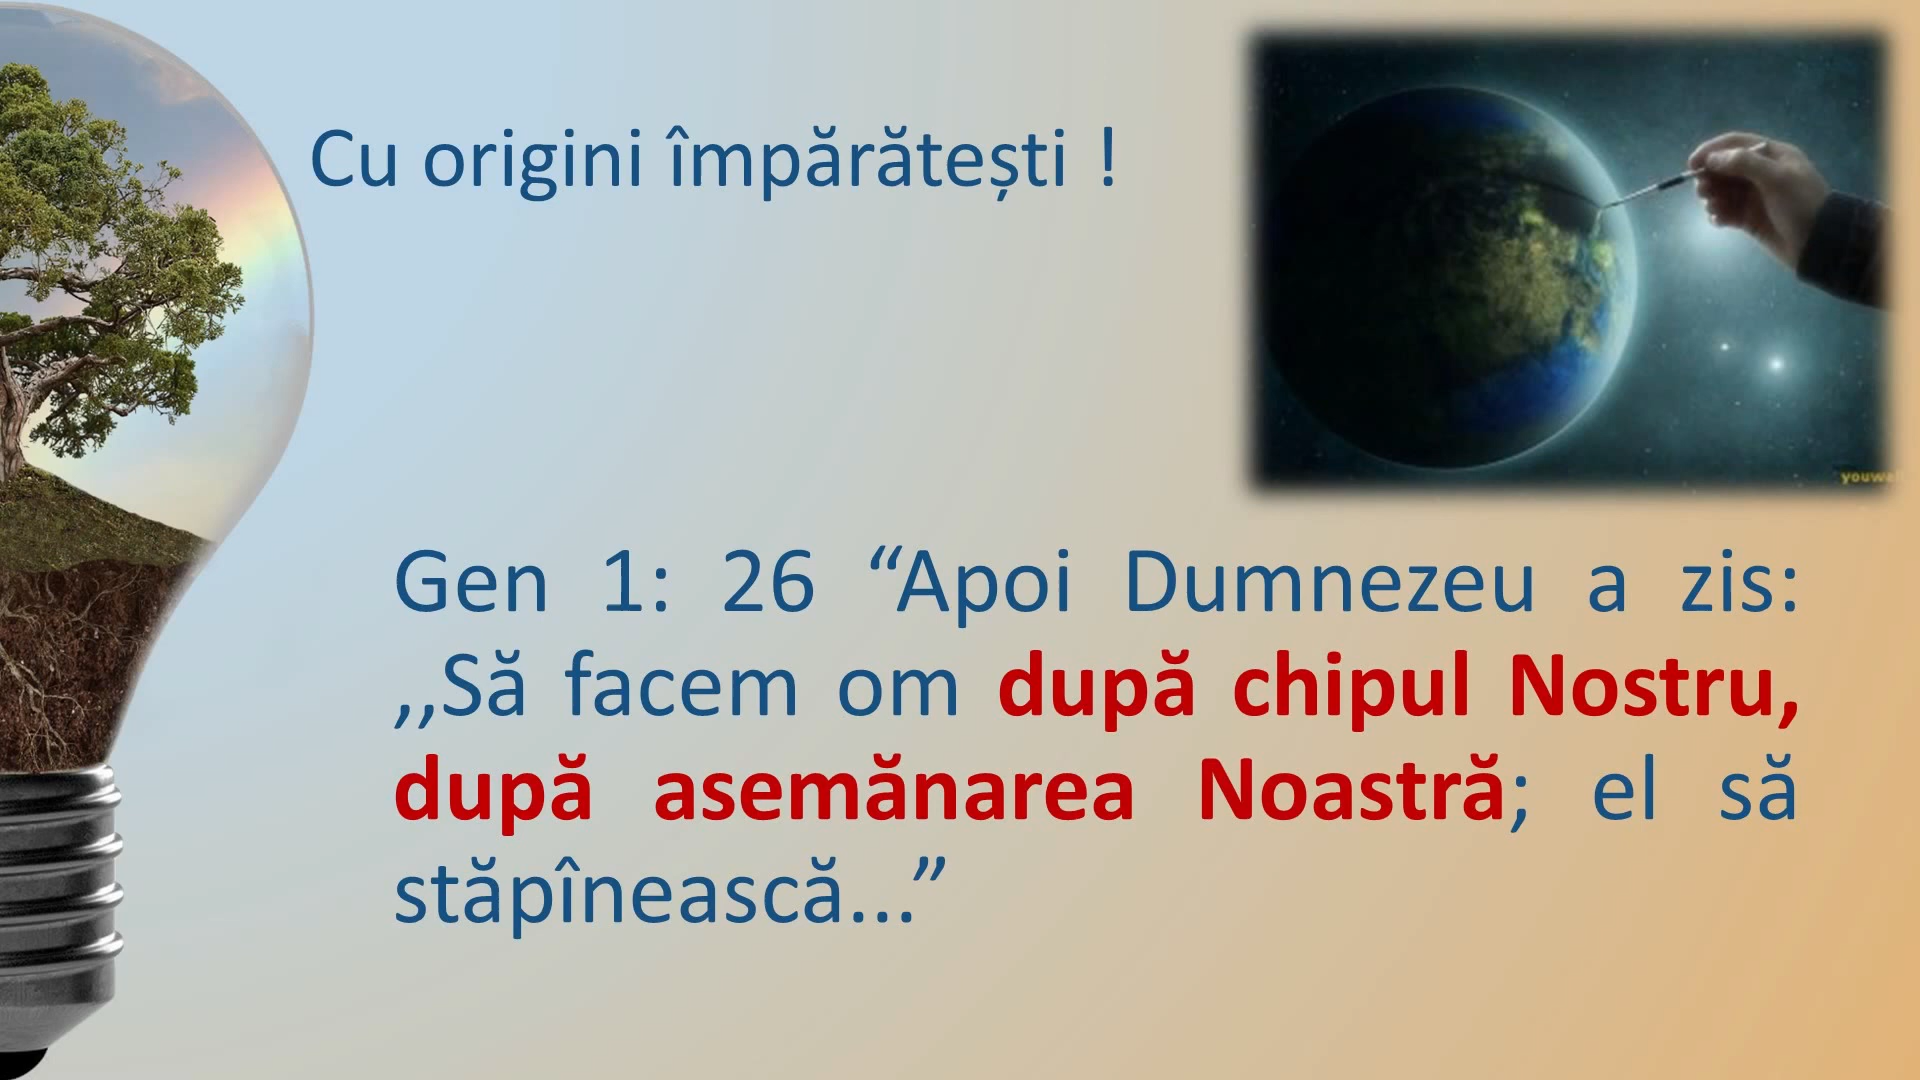 Cu origini împărătești !
Gen 1: 26 “Apoi Dumnezeu a zis:
,,Să facem om după chipul Nostru,
după asemănarea Noastră; el să
stăpînească...”